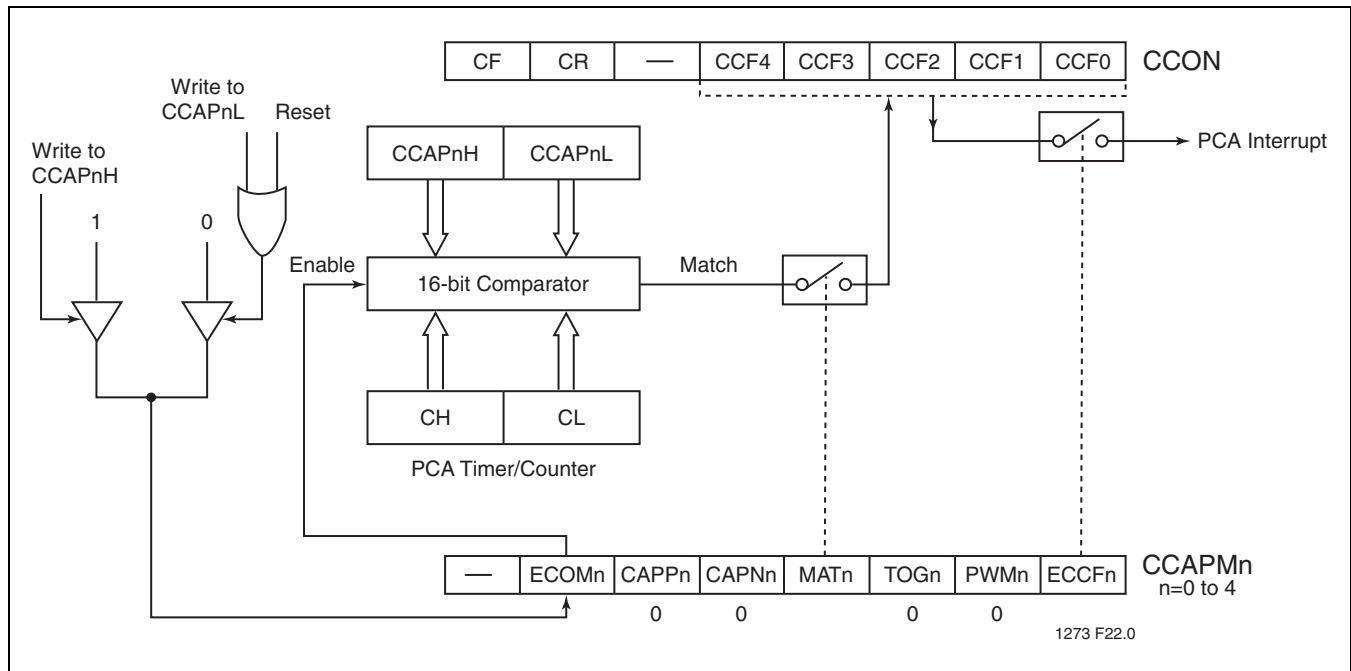 CF CR — CCF4 CCF3 CCF2 CCF1 CCF0 CCON
Write to
CCAPnL
Reset
Write to
CCAPnH
CCAPnH CCAPnL
PCA Interrupt
1 0
Enable
16-bit Comparator
Match
CH CL
PCA Timer/Counter
— ECOMn CAPPn CAPNn MATn TOGn PWMn ECCFn CCAPMn
n=0 to 4
0 0 0 0
1273 F22.0